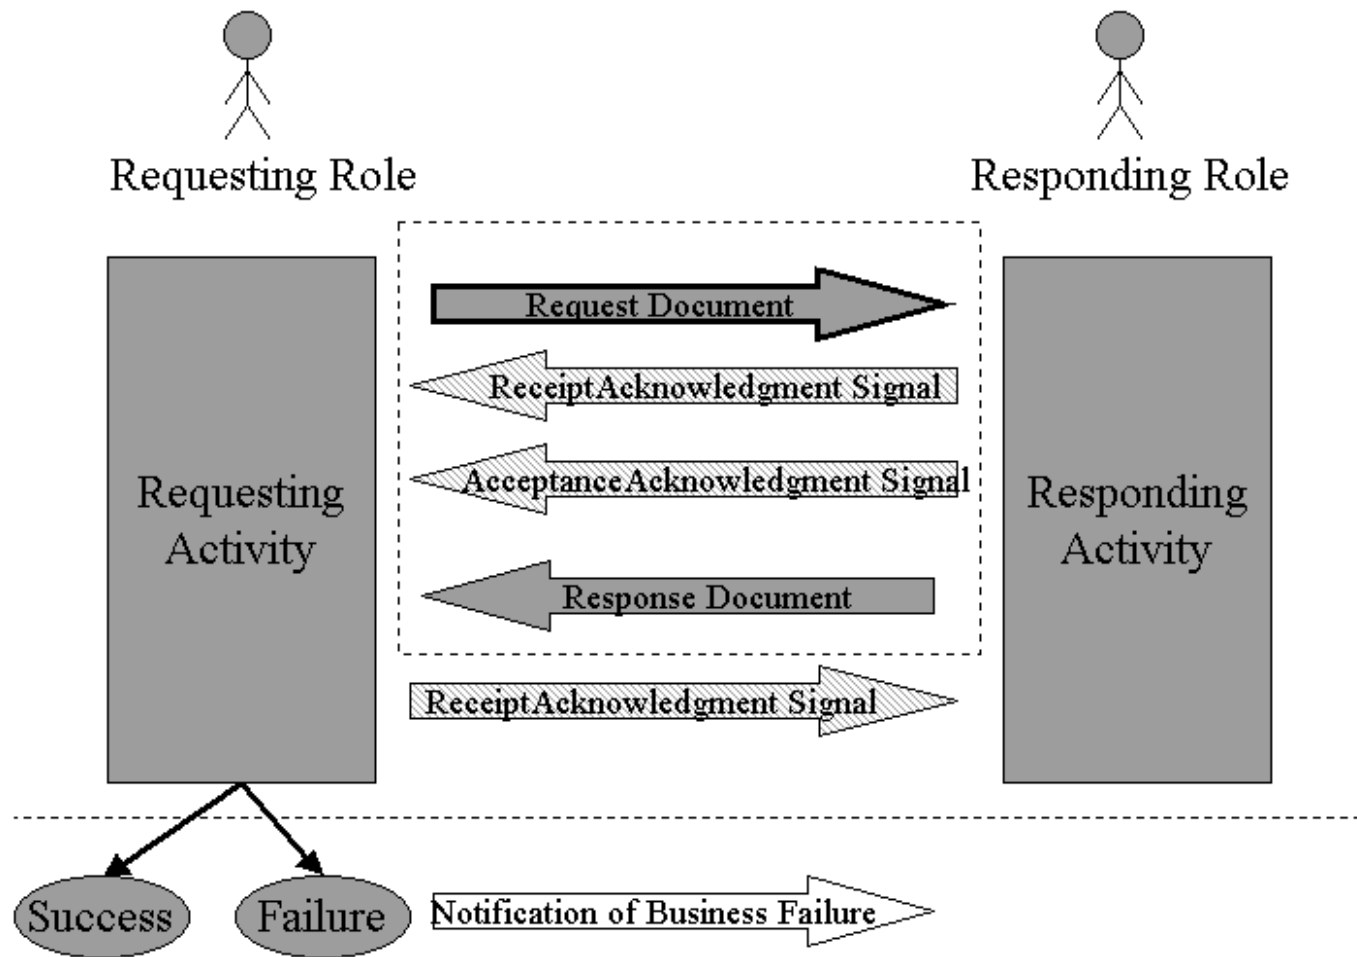 Requesting Role
Responding Role
Request Document
ReceiptAcknowledgment Signal
AcceptanceAcknowledgment Signal
Requesting
Activity
Responding
Activity
Response Document
ReceiptAcknowledgment Signal
Success
Failure
Notification of Business Failure